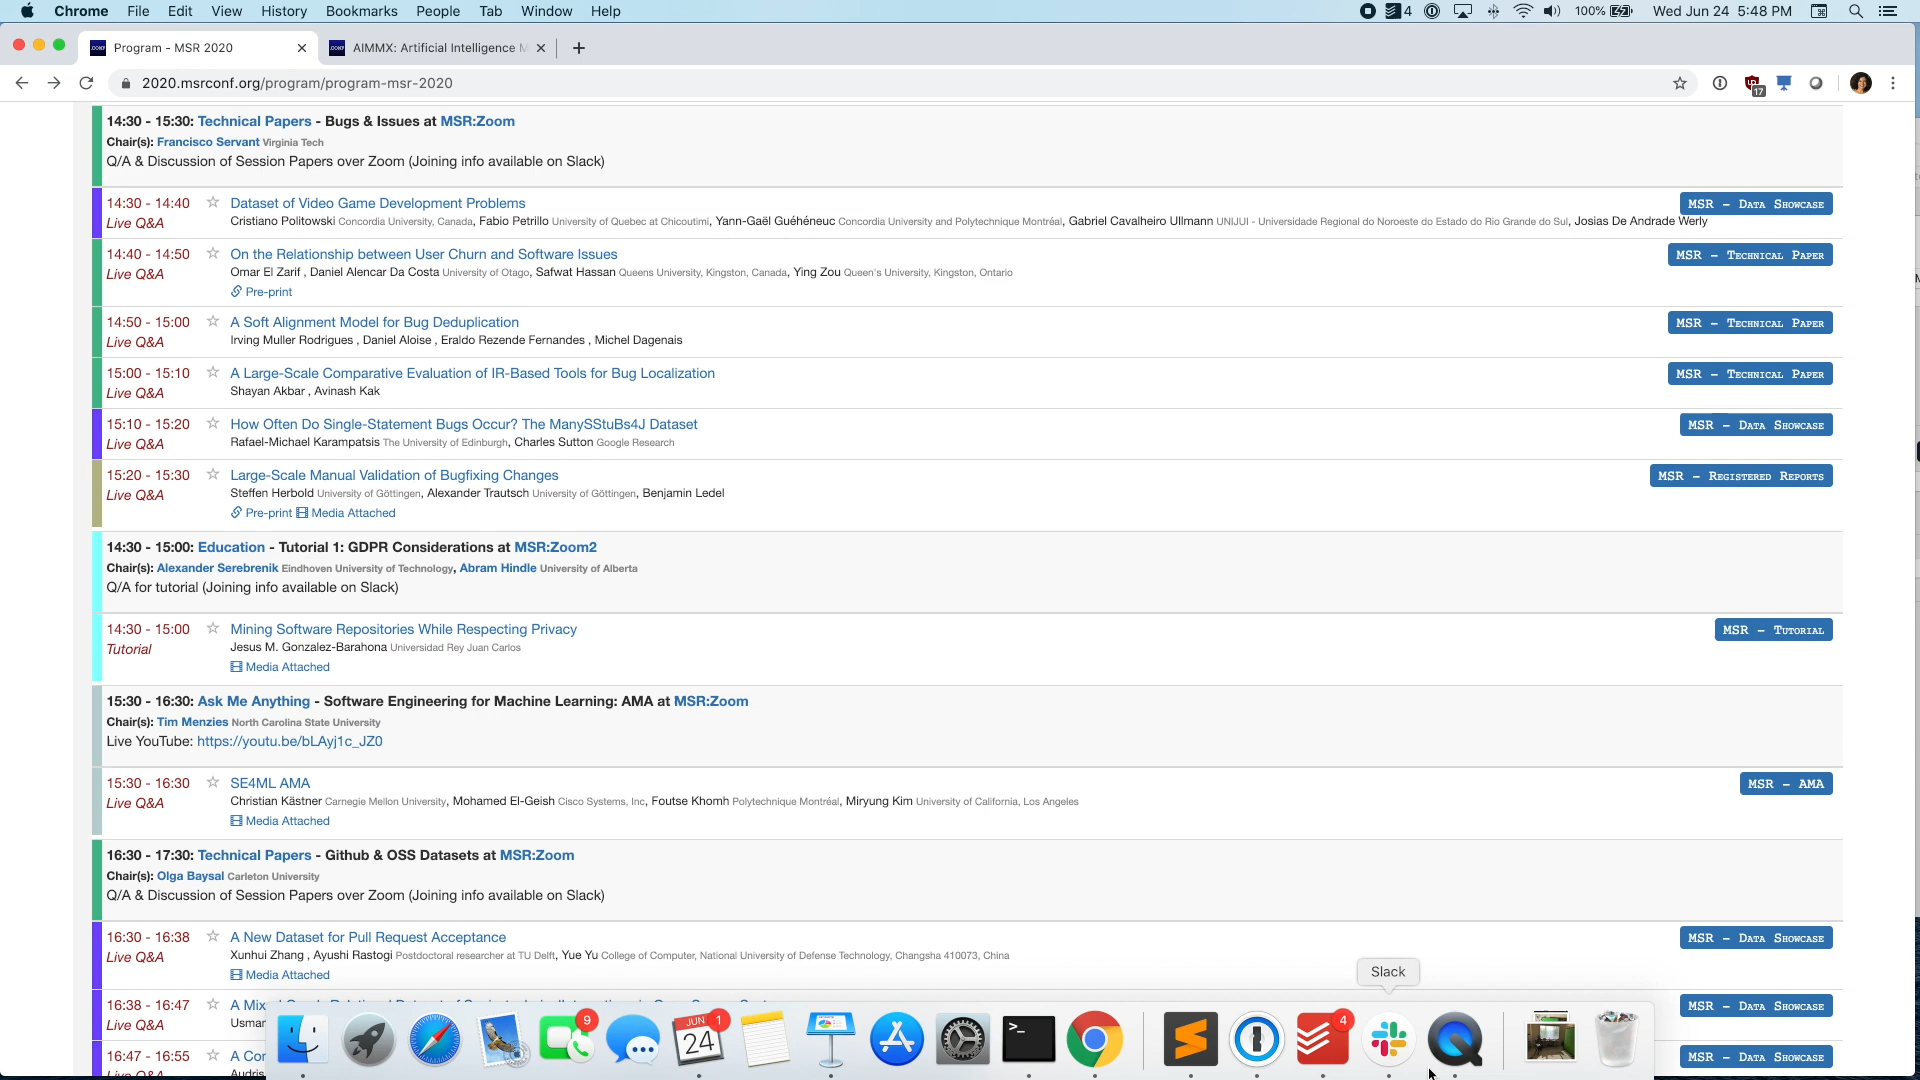 Chrome File Edit View History Bookmarks People Tab Window Help 4 100% Wed Jun 24 5:48 PM
Program - MSR 2020 AIMMX: Artificial Intelligence M
2020.msrconf.org/program/program-msr-2020 17
14:30 - 15:30: Technical Papers - Bugs & Issues at MSR:Zoom
Chair(s): Francisco Servant Virginia Tech
Q/A & Discussion of Session Papers over Zoom (Joining info available on Slack)
14:30 - 14:40 Dataset of Video Game Development Problems MSR - Data Showcase
Live Q&A Cristiano Politowski Concordia University, Canada, Fabio Petrillo University of Quebec at Chicoutimi, Yann-Gaël Guéhéneuc Concordia University and Polytechnique Montréal, Gabriel Cavalheiro Ullmann UNIJUI - Universidade Regional do Noroeste do Estado do Rio Grande do Sul, Josias De Andrade Werly
14:40 - 14:50 On the Relationship between User Churn and Software Issues MSR - Technical Paper
Live Q&A Omar El Zarif , Daniel Alencar Da Costa University of Otago, Safwat Hassan Queens University, Kingston, Canada, Ying Zou Queen's University, Kingston, Ontario
Pre-print
14:50 - 15:00 A Soft Alignment Model for Bug Deduplication MSR - Technical Paper
Live Q&A Irving Muller Rodrigues , Daniel Aloise , Eraldo Rezende Fernandes , Michel Dagenais
15:00 - 15:10 A Large-Scale Comparative Evaluation of IR-Based Tools for Bug Localization MSR - Technical Paper
Live Q&A Shayan Akbar , Avinash Kak
15:10 - 15:20 How Often Do Single-Statement Bugs Occur? The ManySStuBs4J Dataset MSR - Data Showcase
Live Q&A Rafael-Michael Karampatsis The University of Edinburgh, Charles Sutton Google Research
15:20 - 15:30 Large-Scale Manual Validation of Bugfixing Changes MSR - Registered Reports
Live Q&A Steffen Herbold University of Göttingen, Alexander Trautsch University of Göttingen, Benjamin Ledel
Pre-print Media Attached
14:30 - 15:00: Education - Tutorial 1: GDPR Considerations at MSR:Zoom2
Chair(s): Alexander Serebrenik Eindhoven University of Technology, Abram Hindle University of Alberta
Q/A for tutorial (Joining info available on Slack)
14:30 - 15:00 Mining Software Repositories While Respecting Privacy MSR - Tutorial
Tutorial Jesus M. Gonzalez-Barahona Universidad Rey Juan Carlos
Media Attached
15:30 - 16:30: Ask Me Anything - Software Engineering for Machine Learning: AMA at MSR:Zoom
Chair(s): Tim Menzies North Carolina State University
Live YouTube: https://youtu.be/bLAyj1c_JZ0
15:30 - 16:30 SE4ML AMA MSR - AMA
Live Q&A Christian Kästner Carnegie Mellon University, Mohamed El-Geish Cisco Systems, Inc, Foutse Khomh Polytechnique Montréal, Miryung Kim University of California, Los Angeles
Media Attached
16:30 - 17:30: Technical Papers - Github & OSS Datasets at MSR:Zoom
Chair(s): Olga Baysal Carleton University
Q/A & Discussion of Session Papers over Zoom (Joining info available on Slack)
16:30 - 16:38 A New Dataset for Pull Request Acceptance MSR - Data Showcase
Live Q&A Xunhui Zhang , Ayushi Rastogi Postdoctoral researcher at TU Delft, Yue Yu College of Computer, National University of Defense Technology, Changsha 410073, China
Media Attached
Slack
16:38 - 16:47 A Mix MSR - Data Showcase
Live Q&A Usman
9 JUN 1 24 4
16:47 - 16:55 A Cor MSR - Data Showcase
Live Q&A Audris